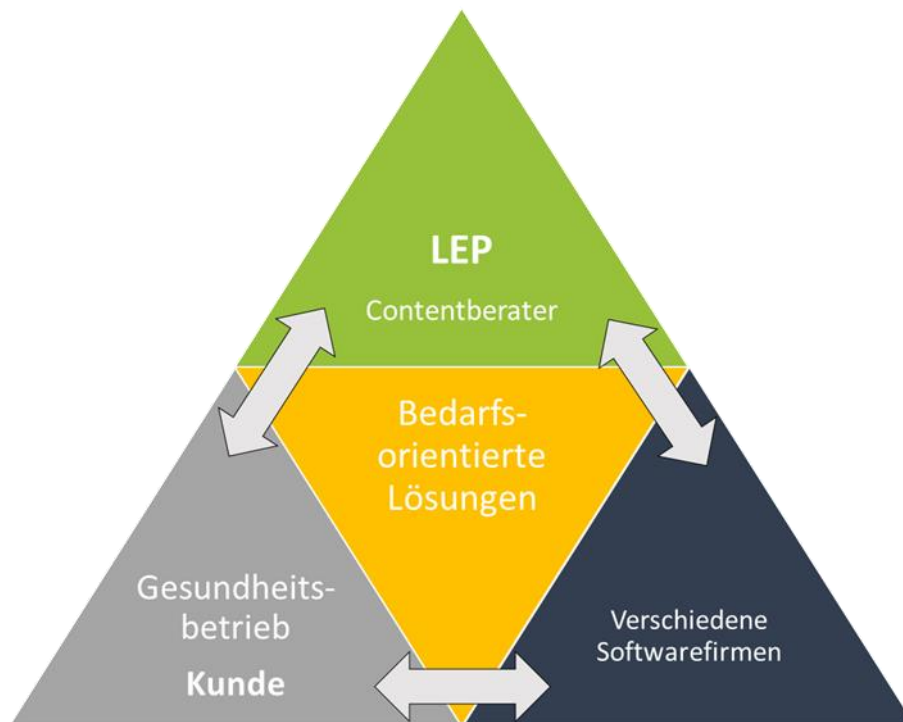 LEP
Contentberater
Bedarfs-
orientierte
Lösungen
Gesundheits-
betrieb
Kunde
Verschiedene
Softwarefirmen